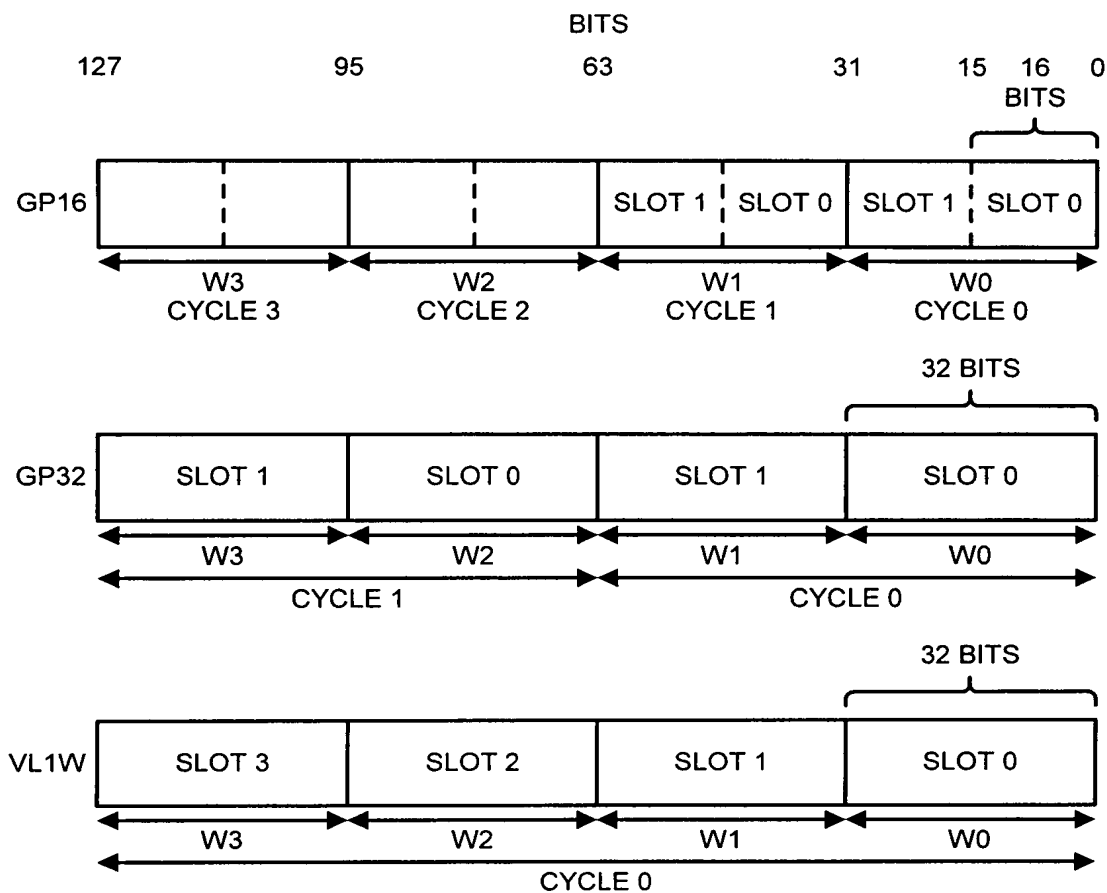 BITS
127 95 63 31 15 16 0
BITS
GP16 SLOT 1 SLOT 0 SLOT 1 SLOT 0
W3 W2 W1 W0
CYCLE 3 CYCLE 2 CYCLE 1 CYCLE 0
32 BITS
GP32 SLOT 1 SLOT 0 SLOT 1 SLOT 0
W3 W2 W1 W0
CYCLE 1 CYCLE 0
32 BITS
VL1W SLOT 3 SLOT 2 SLOT 1 SLOT 0
W3 W2 W1 W0
CYCLE 0